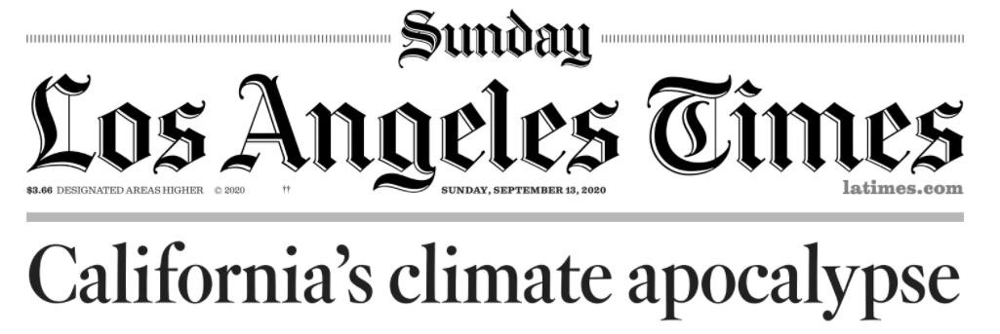 Sunday
Los Angeles Times
$3.66 DESIGNATED AREAS HIGHER © 2020 †† SUNDAY, SEPTEMBER 13, 2020 latimes.com
California’s climate apocalypse